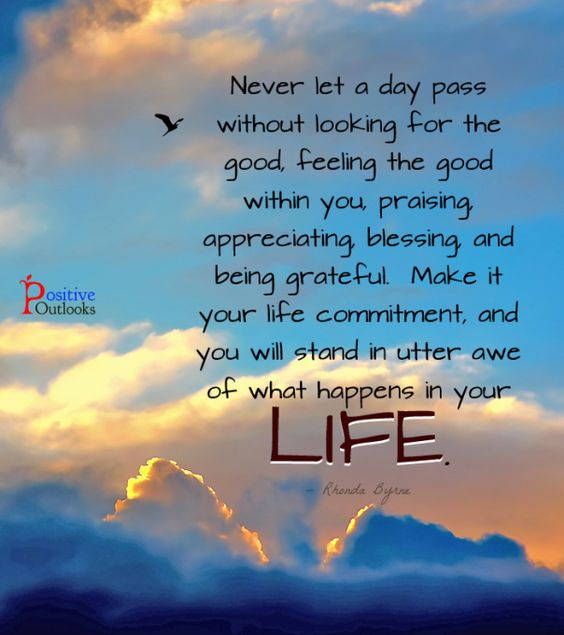 Never let a day pass
without looking for the
good, feeling the good
within you, praising,
appreciating, blessing, and
being grateful. Make it
your life commitment, and
you will stand in utter awe
of what happens in your
LIFE.
- Rhonda Byrne
Positive
Outlooks